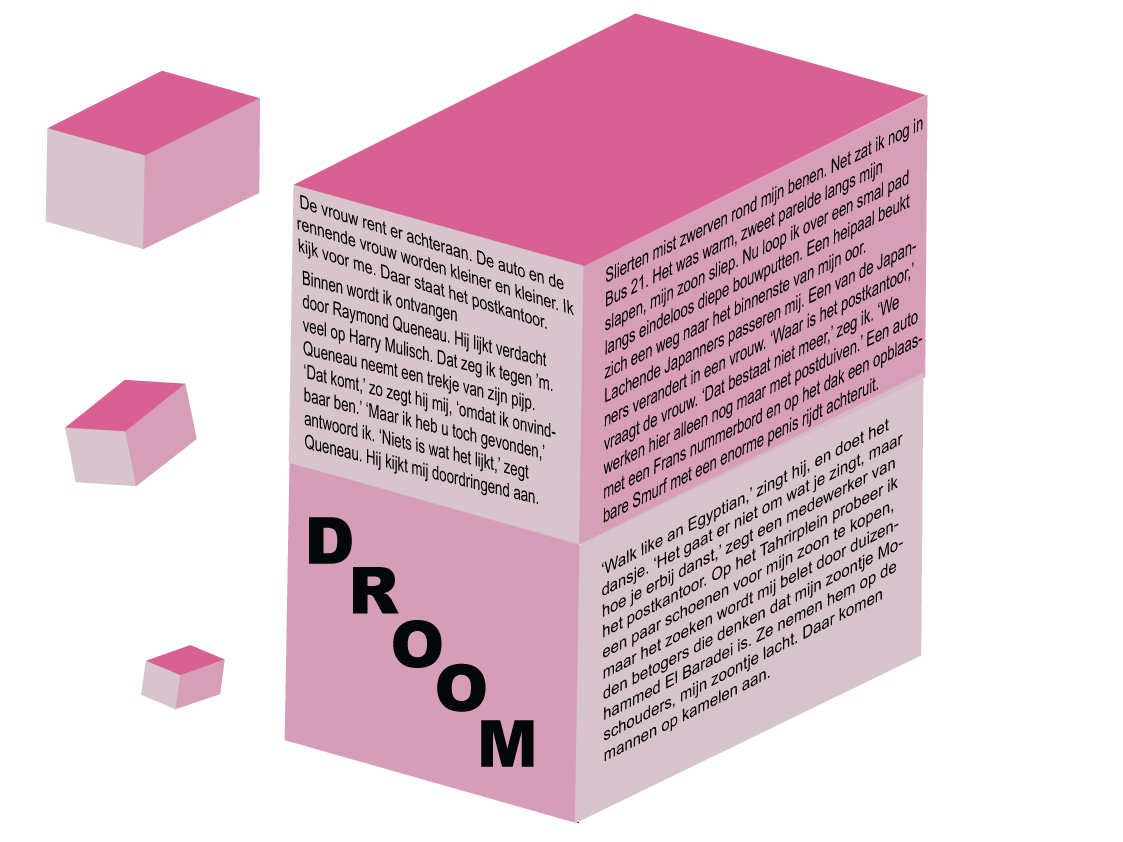 De vrouw rent er achteraan. De auto en de
rennende vrouw worden kleiner en kleiner. Ik
kijk voor me. Daar staat het postkantoor.
Binnen wordt ik ontvangen
door Raymond Queneau. Hij lijkt verdacht
veel op Harry Mulisch. Dat zeg ik tegen ’m.
Queneau neemt een trekje van zijn pijp.
‘Dat komt,’ zo zegt hij mij, ‘omdat ik onvind-
baar ben.’ ‘Maar ik heb u toch gevonden,’
antwoord ik. ‘Niets is wat het lijkt,’ zegt
Queneau. Hij kijkt mij doordringend aan.
Slierten mist zwerven rond mijn benen. Net zat ik nog in
Bus 21. Het was warm, zweet parelde langs mijn
slapen, mijn zoon sliep. Nu loop ik over een smal pad
langs eindeloos diepe bouwputten. Een heipaal beukt
zich een weg naar het binnenste van mijn oor.
Lachende Japanners passeren mij. Een van de Japan-
ners verandert in een vrouw. ‘Waar is het postkantoor,’
vraagt de vrouw. ‘Dat bestaat niet meer,’ zeg ik. ‘We
werken hier alleen nog maar met postduiven.’ Een auto
met een Frans nummerbord en op het dak een opblaas-
bare Smurf met een enorme penis rijdt achteruit.
D
R
O
O
M
‘Walk like an Egyptian,’ zingt hij, en doet het
dansje. ‘Het gaat er niet om wat je zingt, maar
hoe je erbij danst,’ zegt een medewerker van
het postkantoor. Op het Tahrirplein probeer ik
een paar schoenen voor mijn zoon te kopen,
maar het zoeken wordt mij belet door duizen-
den betogers die denken dat mijn zoontje Mo-
hammed El Baradei is. Ze nemen hem op de
schouders, mijn zoontje lacht. Daar komen
mannen op kamelen aan.